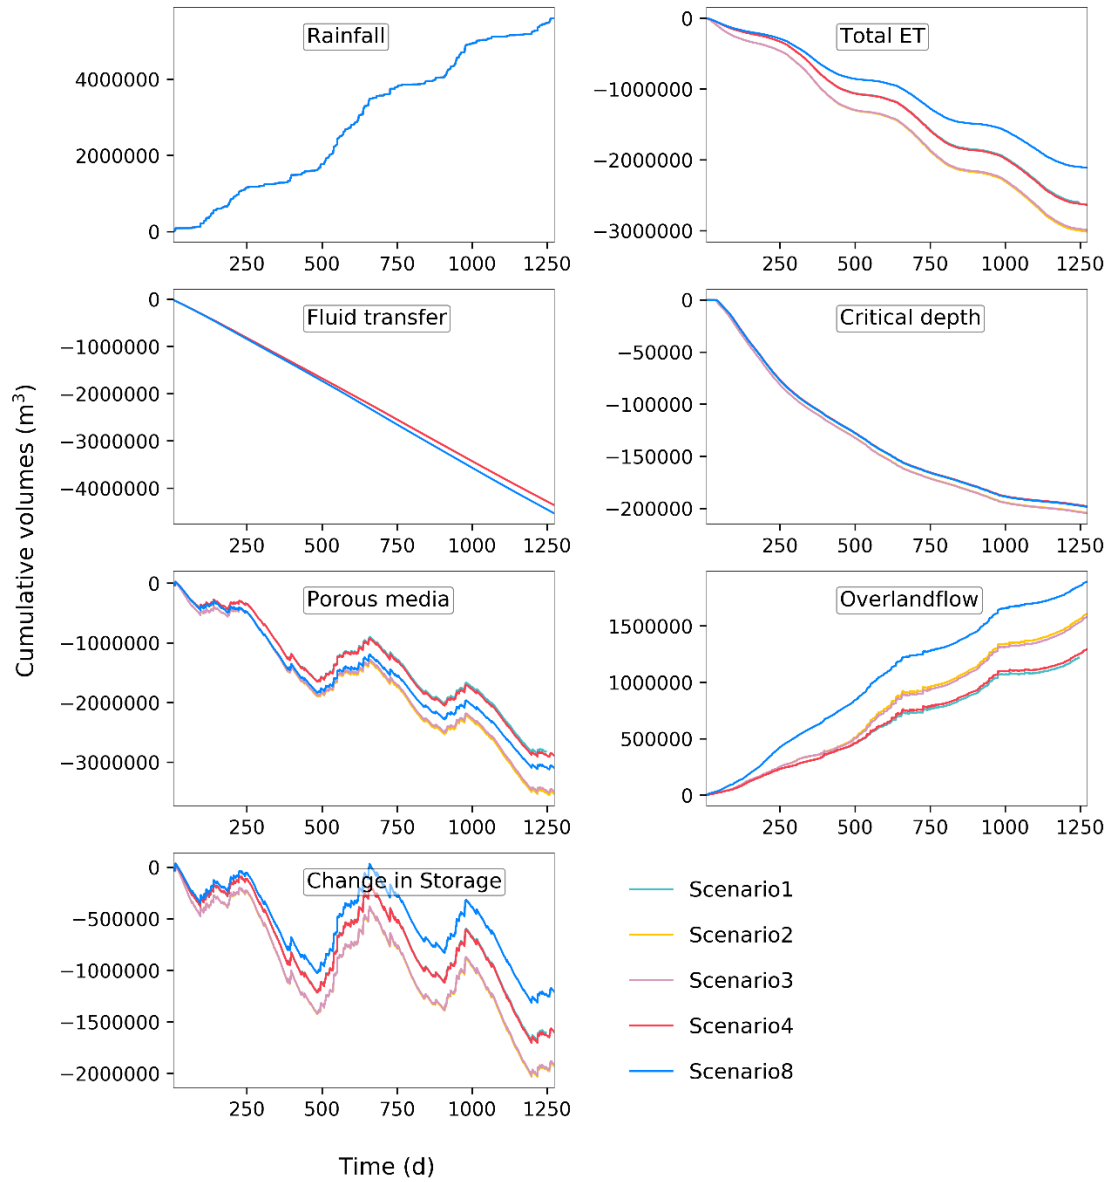 Rainfall
4000000
2000000
0
250 500 750 1000 1250
Total ET
0
−1000000
−2000000
−3000000
250 500 750 1000 1250
Fluid transfer
0
−1000000
−2000000
−3000000
−4000000
250 500 750 1000 1250
Critical depth
0
−50000
−100000
−150000
−200000
250 500 750 1000 1250
Cumulative volumes (m³)
Porous media
0
−1000000
−2000000
−3000000
250 500 750 1000 1250
Overlandflow
1500000
1000000
500000
0
250 500 750 1000 1250
Change in Storage
0
−500000
−1000000
−1500000
−2000000
250 500 750 1000 1250
Scenario1
Scenario2
Scenario3
Scenario4
Scenario8
Time (d)